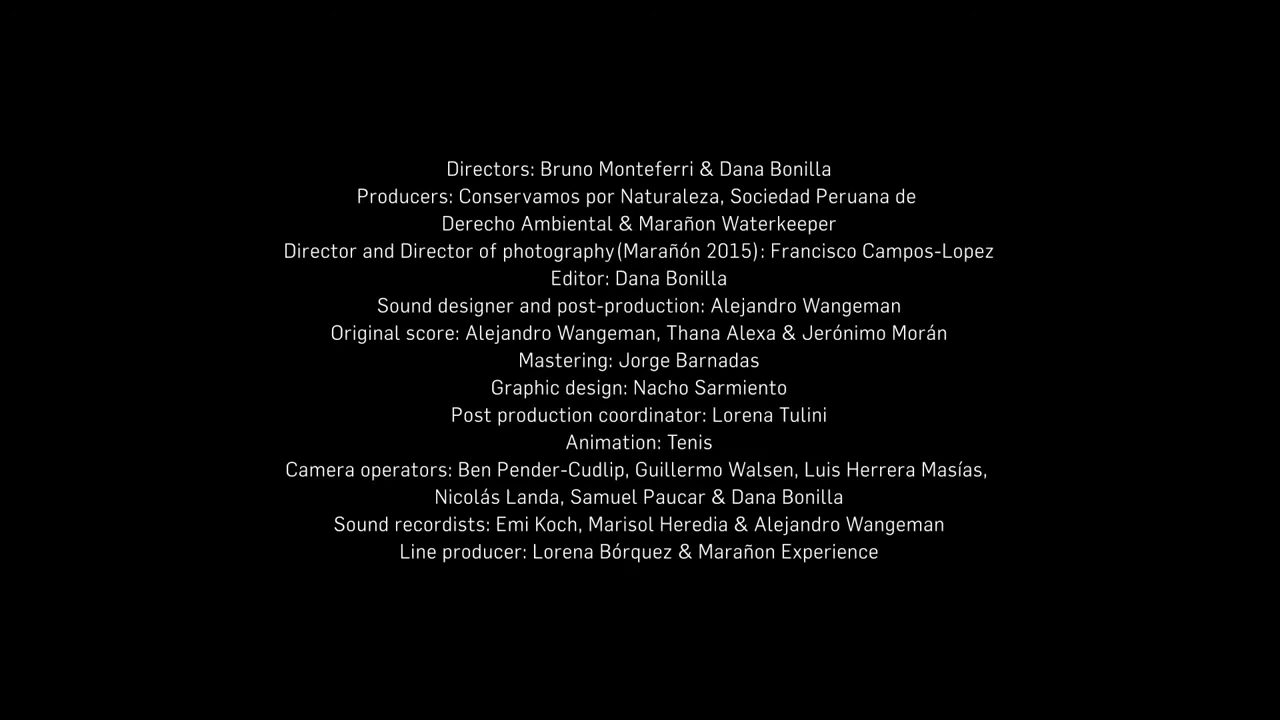 Directors: Bruno Monteferri & Dana Bonilla
Producers: Conservamos por Naturaleza, Sociedad Peruana de
Derecho Ambiental & Marañon Waterkeeper
Director and Director of photography(Marañón 2015): Francisco Campos-Lopez
Editor: Dana Bonilla
Sound designer and post-production: Alejandro Wangeman
Original score: Alejandro Wangeman, Thana Alexa & Jerónimo Morán
Mastering: Jorge Barnadas
Graphic design: Nacho Sarmiento
Post production coordinator: Lorena Tulini
Animation: Tenis
Camera operators: Ben Pender-Cudlip, Guillermo Walsen, Luis Herrera Masías,
Nicolás Landa, Samuel Paucar & Dana Bonilla
Sound recordists: Emi Koch, Marisol Heredia & Alejandro Wangeman
Line producer: Lorena Bórquez & Marañon Experience